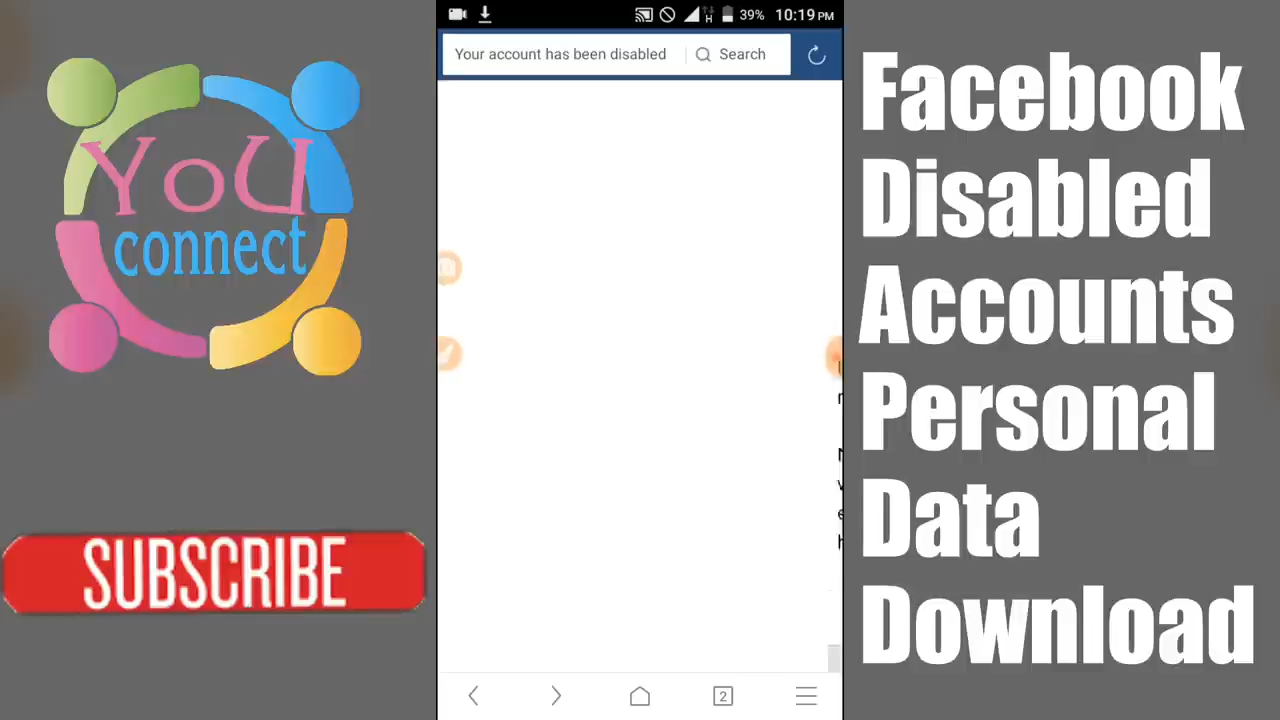 YoU
connect
SUBSCRIBE
H 39% 10:19 PM
Your account has been disabled Search
2
Facebook
Disabled
Accounts
Personal
Data
Download